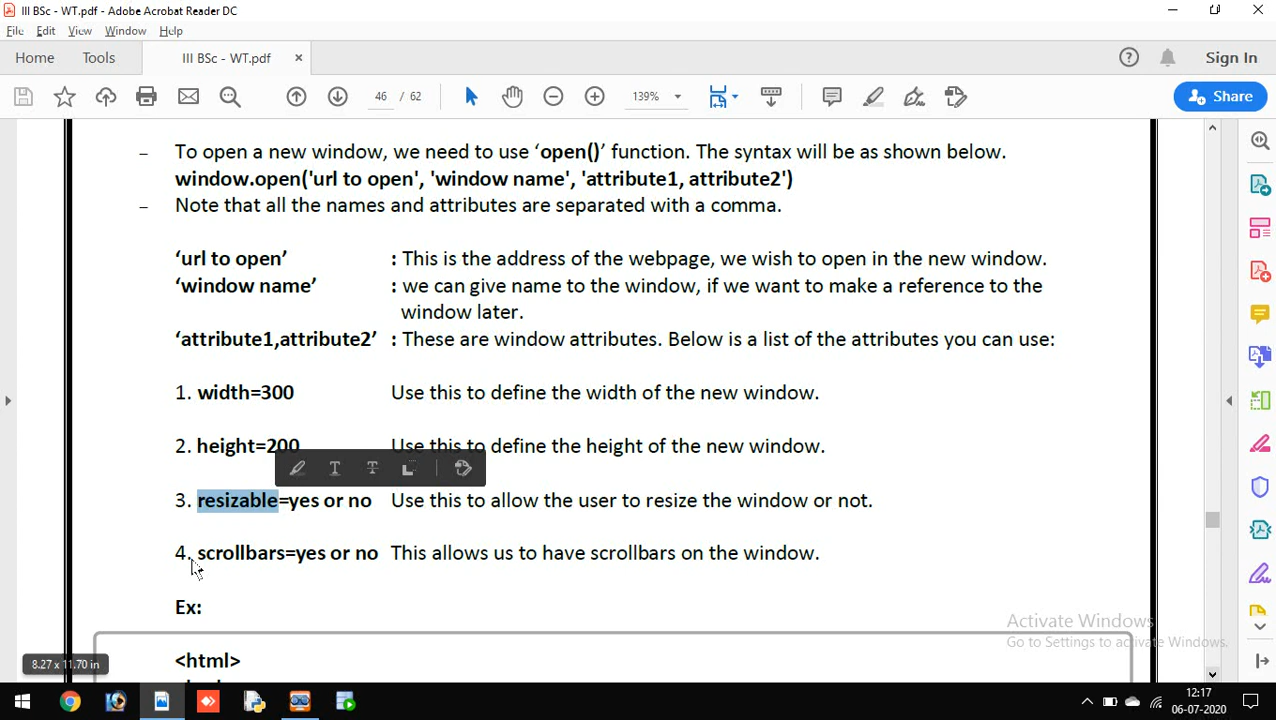 III BSc - WT.pdf - Adobe Acrobat Reader DC
File Edit View Window Help
Home Tools III BSc - WT.pdf × Sign In
46 / 62 139% Share
– To open a new window, we need to use ‘open()’ function. The syntax will be as shown below.
window.open('url to open', 'window name', 'attribute1, attribute2')
– Note that all the names and attributes are separated with a comma.
‘url to open’ : This is the address of the webpage, we wish to open in the new window.
‘window name’ : we can give name to the window, if we want to make a reference to the
window later.
‘attribute1,attribute2’ : These are window attributes. Below is a list of the attributes you can use:
1. width=300 Use this to define the width of the new window.
2. height=200 Use this to define the height of the new window.
3. resizable=yes or no Use this to allow the user to resize the window or not.
4. scrollbars=yes or no This allows us to have scrollbars on the window.
Ex:
Activate Windows
Go to Settings to activate Windows.
<html>
8.27 x 11.70 in
12:17
06-07-2020